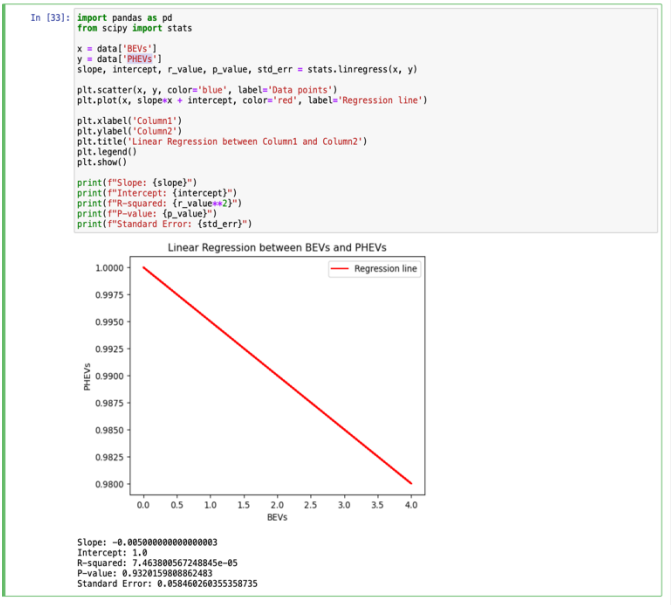 In [33]: import pandas as pd
from scipy import stats
x = data['BEVs']
y = data['PHEVs']
slope, intercept, r_value, p_value, std_err = stats.linregress(x, y)
plt.scatter(x, y, color='blue', label='Data points')
plt.plot(x, slope*x + intercept, color='red', label='Regression line')
plt.xlabel('Column1')
plt.ylabel('Column2')
plt.title('Linear Regression between Column1 and Column2')
plt.legend()
plt.show()
print(f"Slope: {slope}")
print(f"Intercept: {intercept}")
print(f"R-squared: {r_value**2}")
print(f"P-value: {p_value}")
print(f"Standard Error: {std_err}")
Linear Regression between BEVs and PHEVs
Regression line
1.0000
0.9975
0.9950
0.9925
0.9900
0.9875
0.9850
0.9825
0.9800
PHEVs
0.0 0.5 1.0 1.5 2.0 2.5 3.0 3.5 4.0
BEVs
Slope: -0.005000000000000003
Intercept: 1.0
R-squared: 7.463800567248845e-05
P-value: 0.9320159808862483
Standard Error: 0.058460260355358735